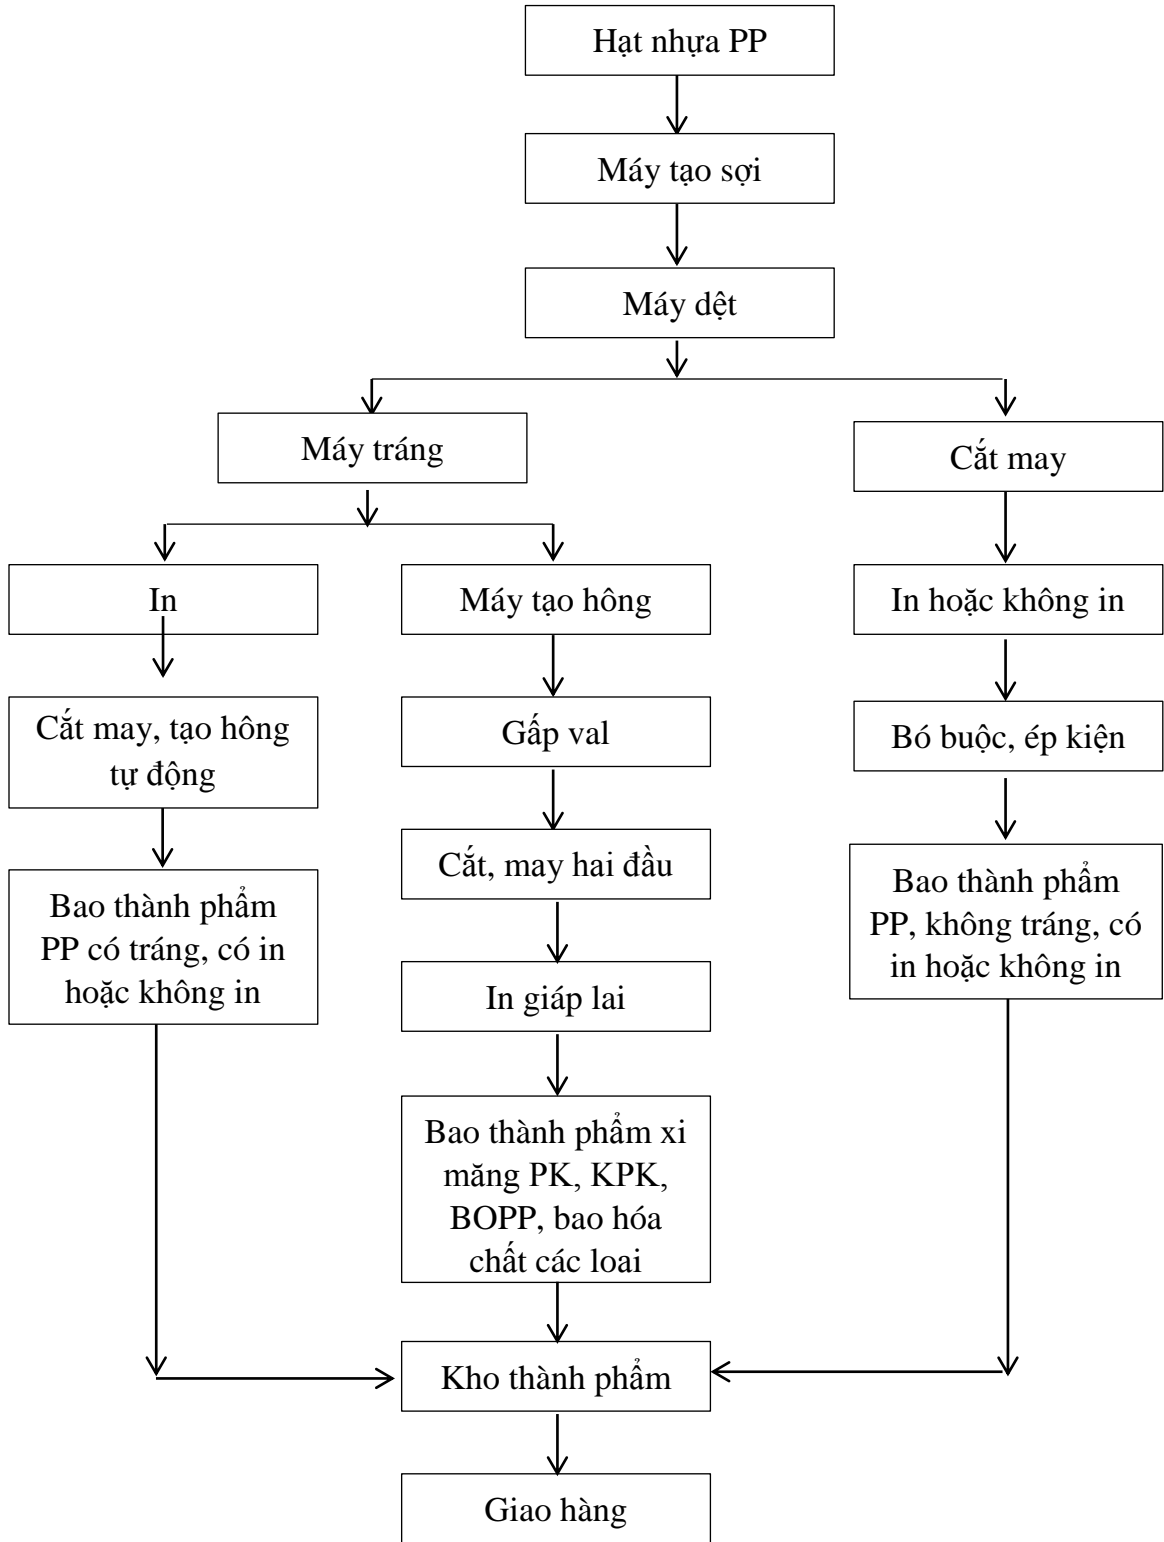 Hạt nhựa PP
Máy tạo sợi
Máy dệt
Máy tráng
Cắt may
In
Máy tạo hông
In hoặc không in
Cắt may, tạo hông
tự động
Gấp val
Bó buộc, ép kiện
Cắt, may hai đầu
Bao thành phẩm
PP có tráng, có in
hoặc không in
Bao thành phẩm
PP, không tráng, có
in hoặc không in
In giáp lai
Bao thành phẩm xi
măng PK, KPK,
BOPP, bao hóa
chất các loai
Kho thành phẩm
Giao hàng